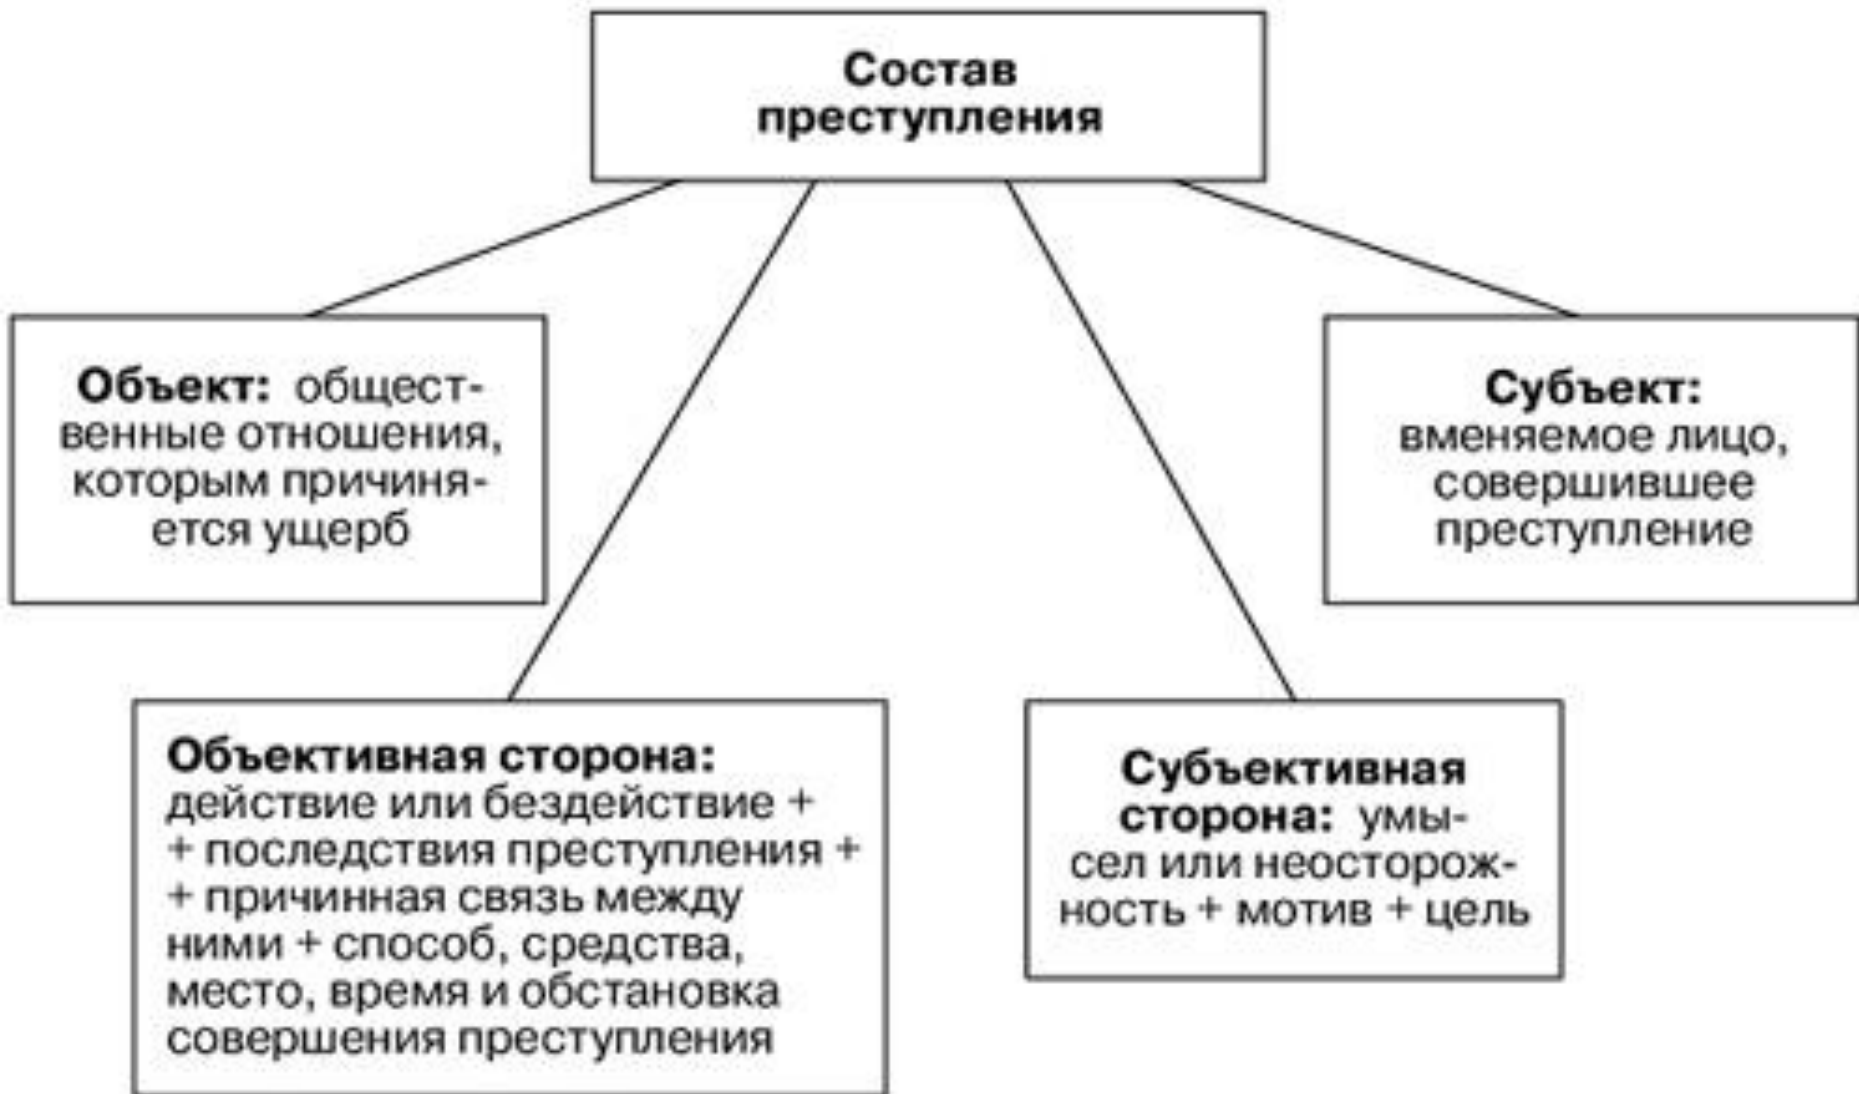 Состав
преступления
Объект: общест-
венные отношения,
которым причиня-
ется ущерб
Субъект:
вменяемое лицо,
совершившее
преступление
Объективная сторона:
действие или бездействие +
+ последствия преступления +
+ причинная связь между
ними + способ, средства,
место, время и обстановка
совершения преступления
Субъективная
сторона: умы-
сел или неосторож-
ность + мотив + цель